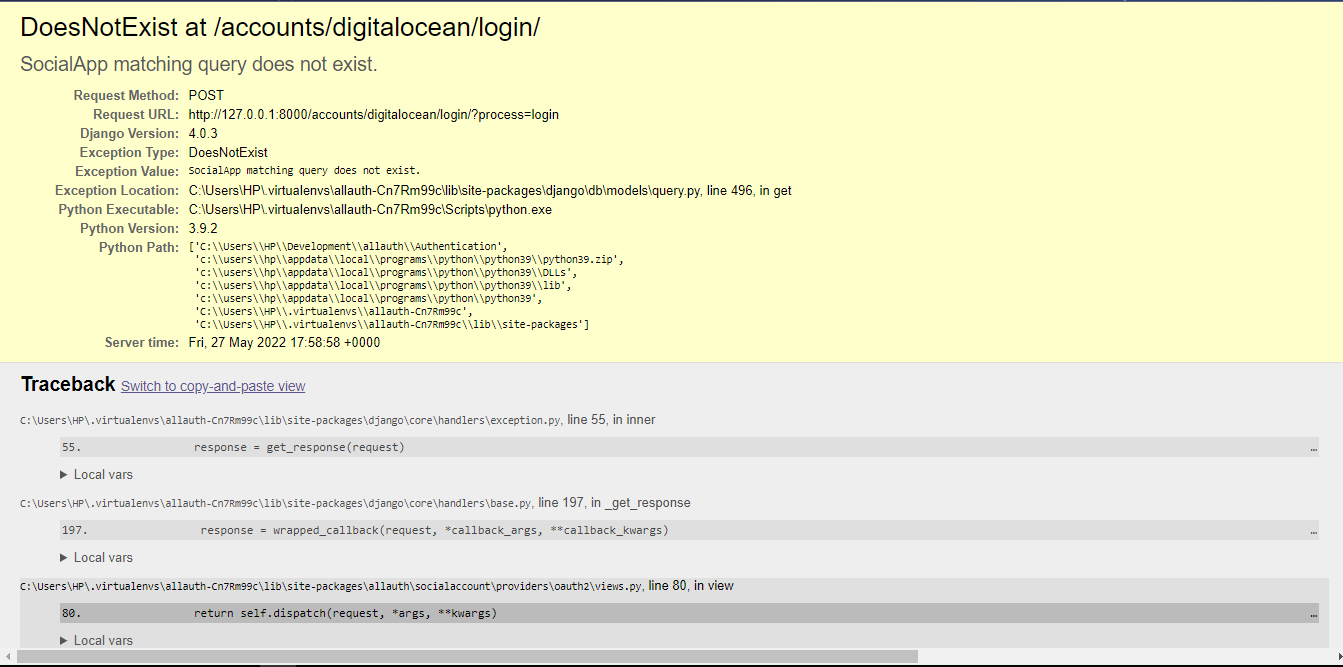 DoesNotExist at /accounts/digitalocean/login/
SocialApp matching query does not exist.
Request Method: POST
Request URL: http://127.0.0.1:8000/accounts/digitalocean/login/?process=login
Django Version: 4.0.3
Exception Type: DoesNotExist
Exception Value: SocialApp matching query does not exist.
Exception Location: C:\Users\HP\.virtualenvs\allauth-Cn7Rm99c\lib\site-packages\django\db\models\query.py, line 496, in get
Python Executable: C:\Users\HP\.virtualenvs\allauth-Cn7Rm99c\Scripts\python.exe
Python Version: 3.9.2
Python Path: ['C:\\Users\\HP\\Development\\allauth\\Authentication',
'c:\\users\\hp\\appdata\\local\\programs\\python\\python39\\python39.zip',
'c:\\users\\hp\\appdata\\local\\programs\\python\\python39\\DLLs',
'c:\\users\\hp\\appdata\\local\\programs\\python\\python39\\lib',
'c:\\users\\hp\\appdata\\local\\programs\\python\\python39',
'C:\\Users\\HP\\.virtualenvs\\allauth-Cn7Rm99c',
'C:\\Users\\HP\\.virtualenvs\\allauth-Cn7Rm99c\\lib\\site-packages']
Server time: Fri, 27 May 2022 17:58:58 +0000
Traceback Switch to copy-and-paste view
C:\Users\HP\.virtualenvs\allauth-Cn7Rm99c\lib\site-packages\django\core\handlers\exception.py, line 55, in inner
55. response = get_response(request) …
▶ Local vars
C:\Users\HP\.virtualenvs\allauth-Cn7Rm99c\lib\site-packages\django\core\handlers\base.py, line 197, in _get_response
197. response = wrapped_callback(request, *callback_args, **callback_kwargs) …
▶ Local vars
C:\Users\HP\.virtualenvs\allauth-Cn7Rm99c\lib\site-packages\allauth\socialaccount\providers\oauth2\views.py, line 80, in view
80. return self.dispatch(request, *args, **kwargs) …
▶ Local vars